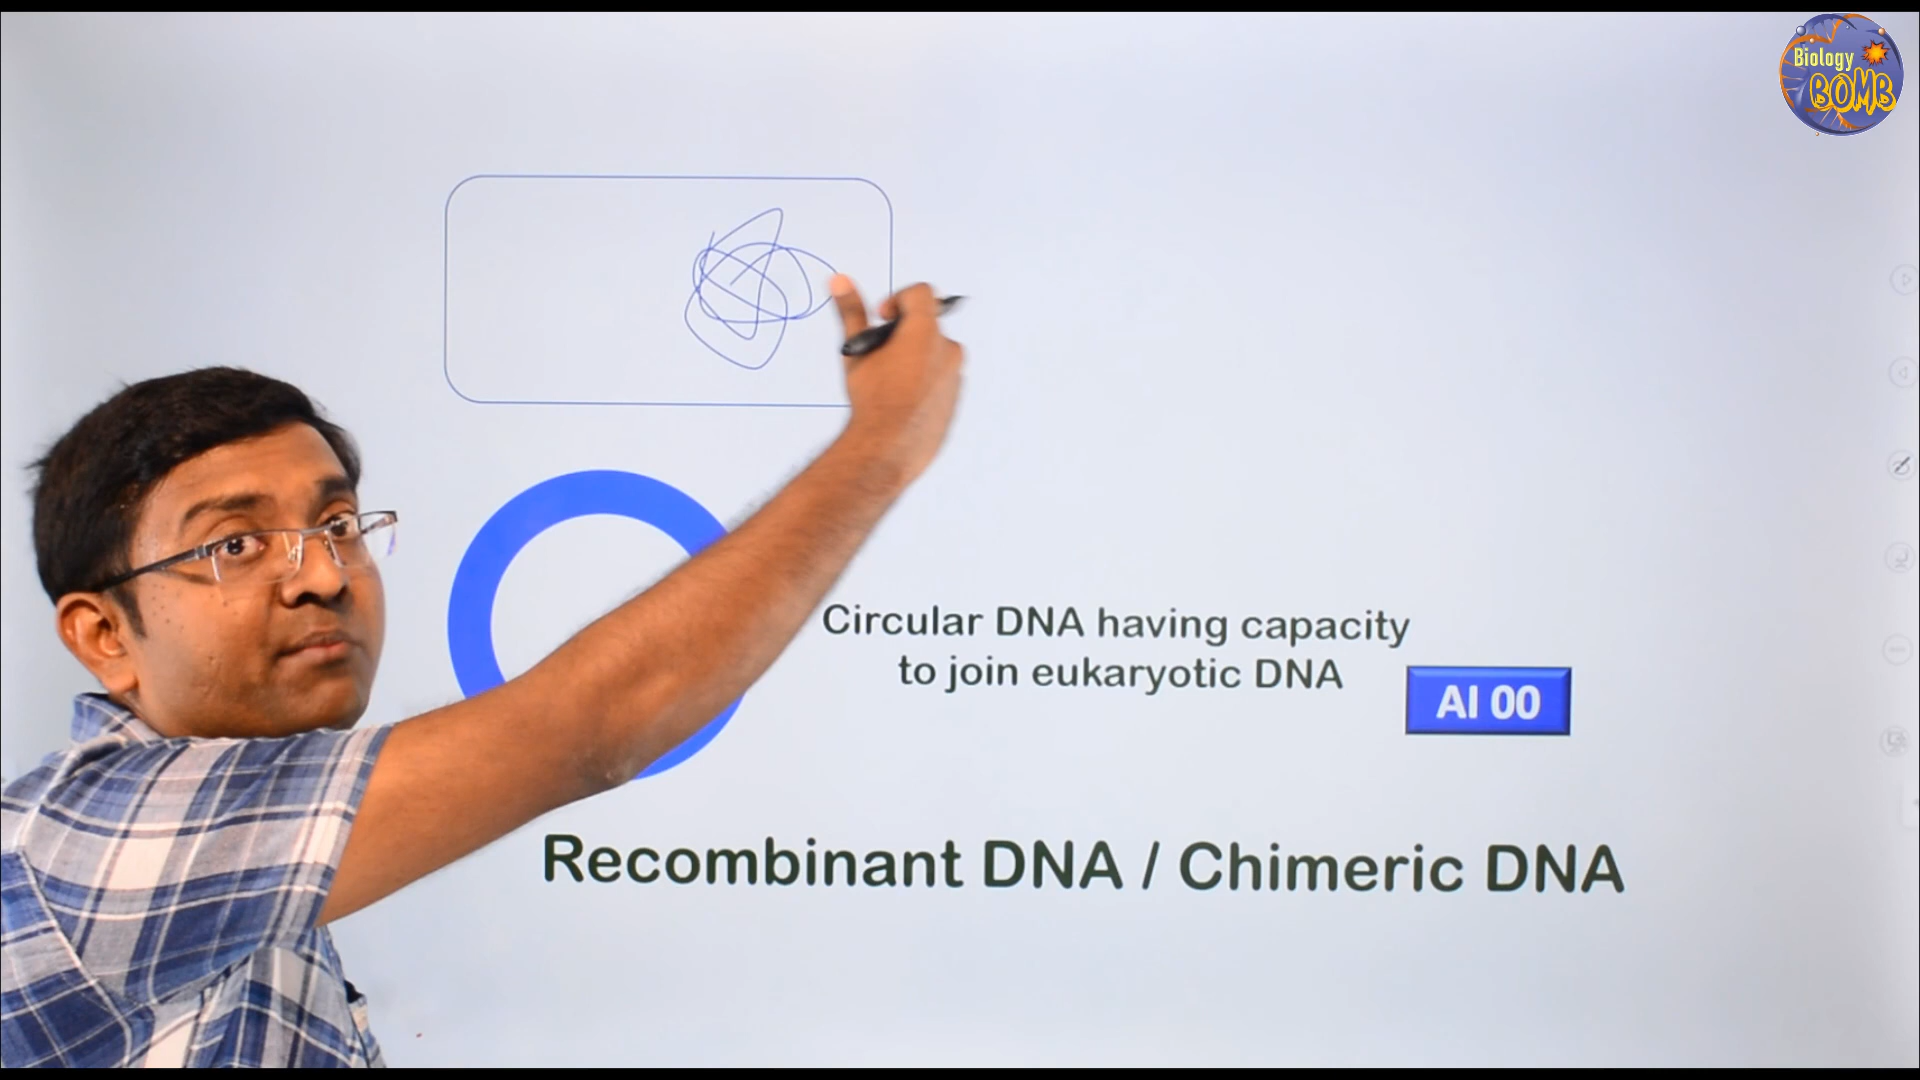 Biology
BOMB
Circular DNA having capacity
to join eukaryotic DNA
AI 00
Recombinant DNA / Chimeric DNA